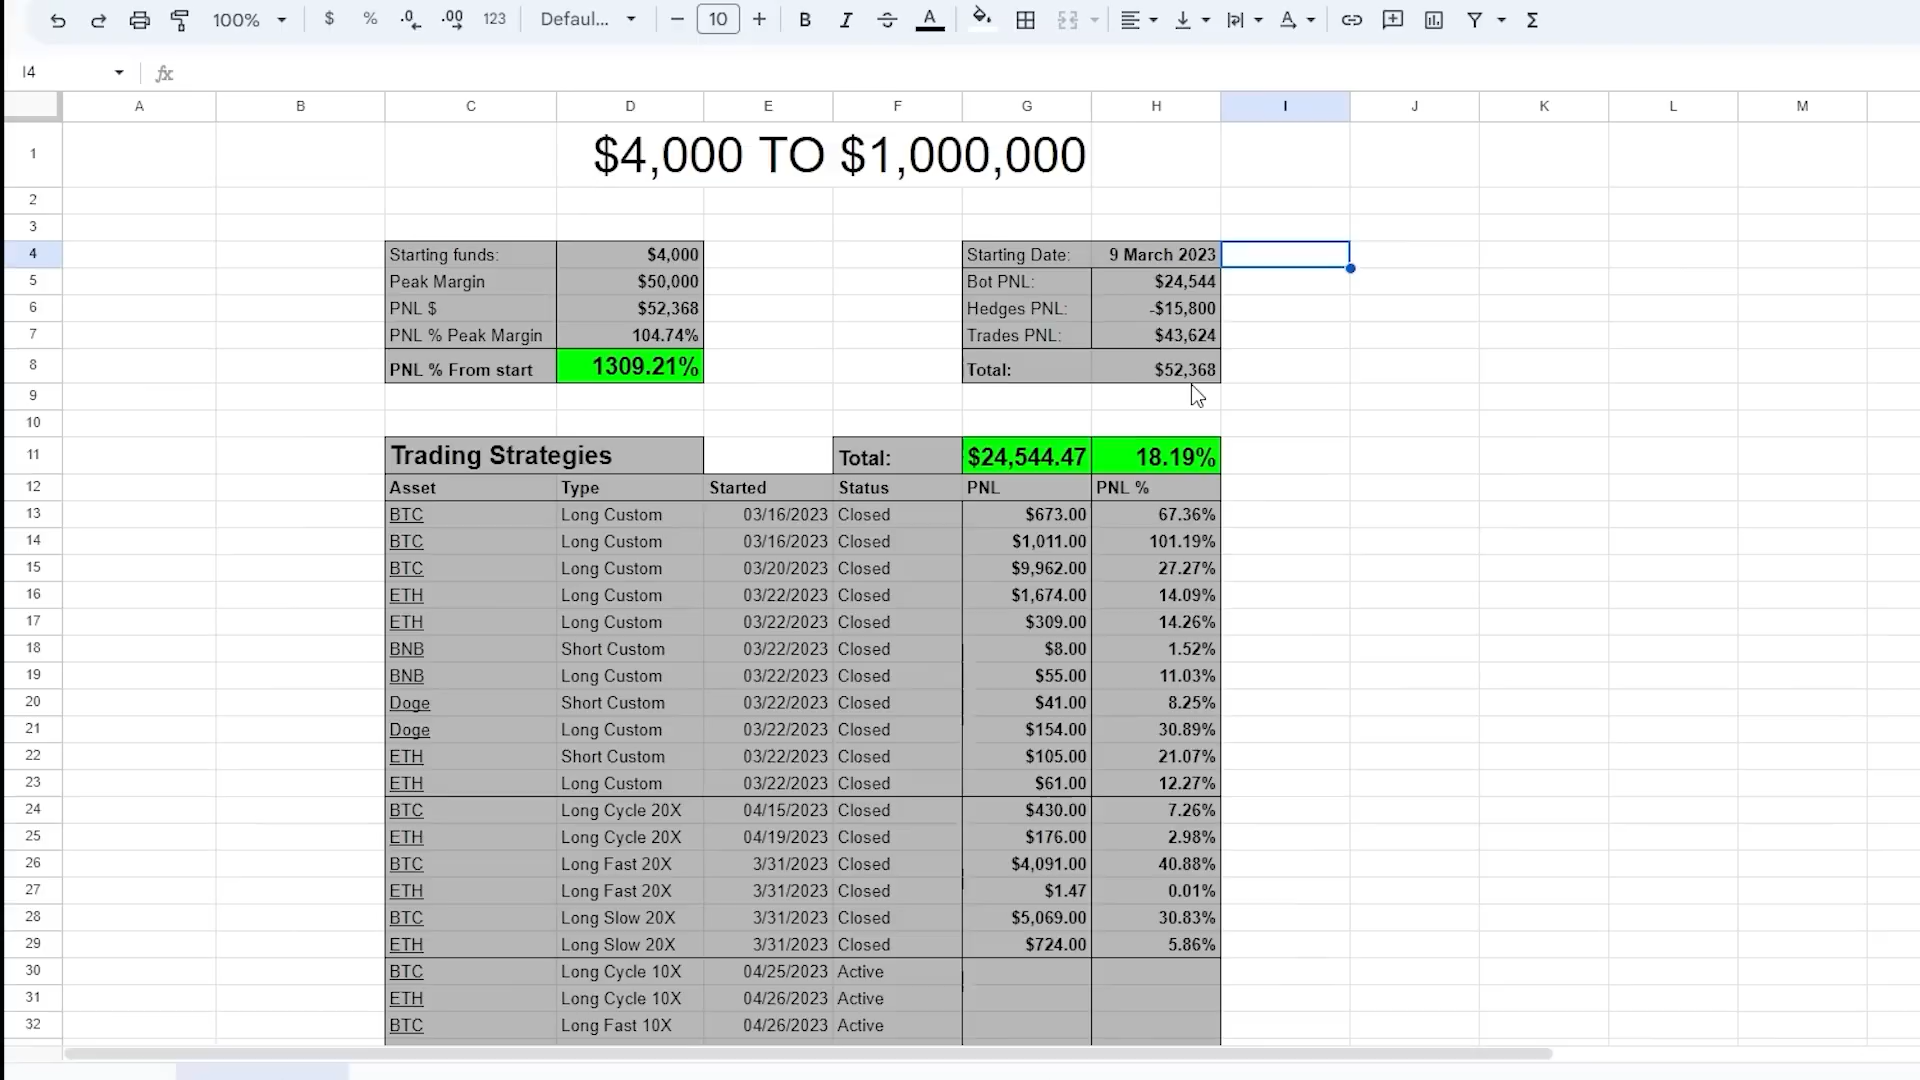 100% $ % .0 .00 123 Defaul... − 10 + B I S A Σ
I4 fx
A B C D E F G H I J K L M
1 $4,000 TO $1,000,000
2
3
4 Starting funds: $4,000 Starting Date: 9 March 2023
5 Peak Margin $50,000 Bot PNL: $24,544
6 PNL $ $52,368 Hedges PNL: -$15,800
7 PNL % Peak Margin 104.74% Trades PNL: $43,624
8 PNL % From start 1309.21% Total: $52,368
9
10
11 Trading Strategies Total: $24,544.47 18.19%
12 Asset Type Started Status PNL PNL %
13 BTC Long Custom 03/16/2023 Closed $673.00 67.36%
14 BTC Long Custom 03/16/2023 Closed $1,011.00 101.19%
15 BTC Long Custom 03/20/2023 Closed $9,962.00 27.27%
16 ETH Long Custom 03/22/2023 Closed $1,674.00 14.09%
17 ETH Long Custom 03/22/2023 Closed $309.00 14.26%
18 BNB Short Custom 03/22/2023 Closed $8.00 1.52%
19 BNB Long Custom 03/22/2023 Closed $55.00 11.03%
20 Doge Short Custom 03/22/2023 Closed $41.00 8.25%
21 Doge Long Custom 03/22/2023 Closed $154.00 30.89%
22 ETH Short Custom 03/22/2023 Closed $105.00 21.07%
23 ETH Long Custom 03/22/2023 Closed $61.00 12.27%
24 BTC Long Cycle 20X 04/15/2023 Closed $430.00 7.26%
25 ETH Long Cycle 20X 04/19/2023 Closed $176.00 2.98%
26 BTC Long Fast 20X 3/31/2023 Closed $4,091.00 40.88%
27 ETH Long Fast 20X 3/31/2023 Closed $1.47 0.01%
28 BTC Long Slow 20X 3/31/2023 Closed $5,069.00 30.83%
29 ETH Long Slow 20X 3/31/2023 Closed $724.00 5.86%
30 BTC Long Cycle 10X 04/25/2023 Active
31 ETH Long Cycle 10X 04/26/2023 Active
32 BTC Long Fast 10X 04/26/2023 Active